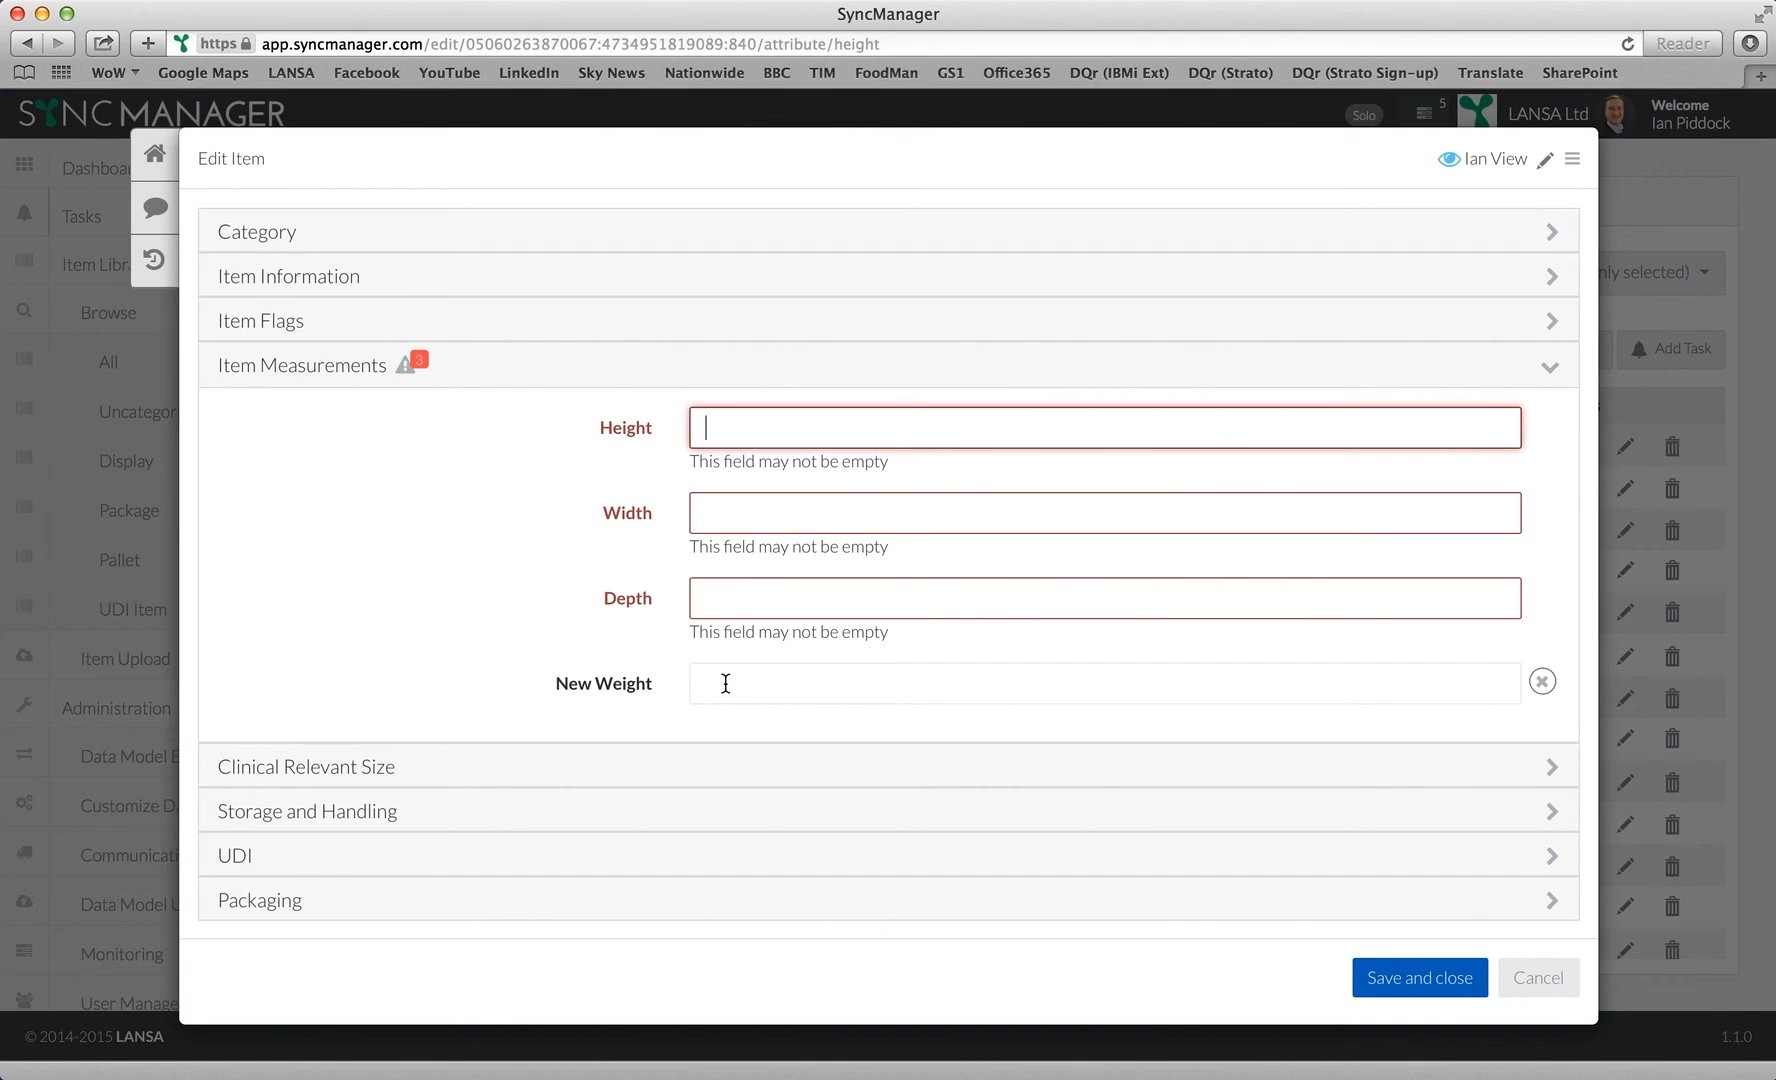 SyncManager
https app.syncmanager.com/edit/05060263870067:4734951819089:840/attribute/height
Reader
WoW Google Maps LANSA Facebook YouTube LinkedIn Sky News Nationwide BBC TIM FoodMan GS1 Office365 DQr (IBMi Ext) DQr (Strato) DQr (Strato Sign-up) Translate SharePoint
SYNCMANAGER
Solo
5
LANSA Ltd
Welcome
Ian Piddock
Dashboar
Tasks
Item Libr
Browse
All
Uncategor
Display
Package
Pallet
UDI Item
Item Upload
Administration
Data Model E
Customize D
Communicati
Data Model U
Monitoring
User Manage
Edit Item
Ian View
Category
Item Information
Item Flags
Item Measurements 3
Height
This field may not be empty
Width
This field may not be empty
Depth
This field may not be empty
New Weight
Clinical Relevant Size
Storage and Handling
UDI
Packaging
Save and close
Cancel
nly selected)
Add Task
© 2014-2015 LANSA
1.1.0